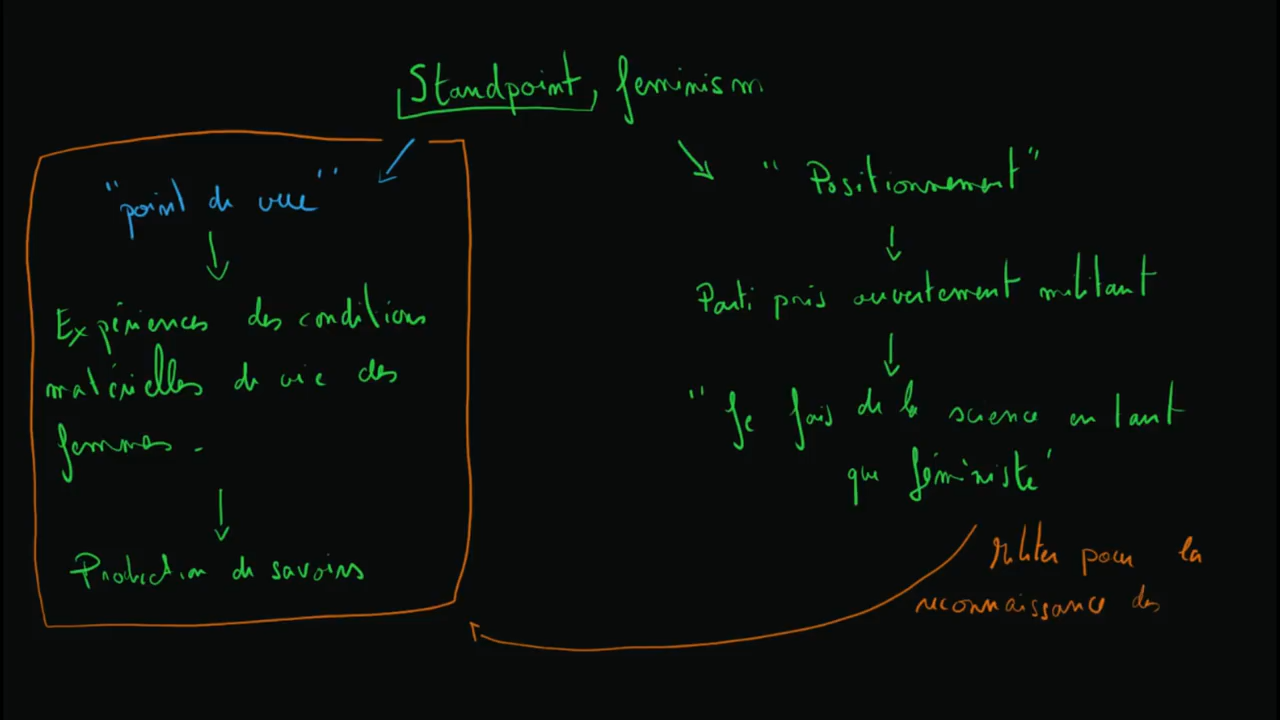 Standpoint, feminism
"point de vue"
Expériences des conditions
matérielles de vie des
femmes.
Production de savoirs
"Positionnement"
Parti pris ouvertement militant
"Je fais de la science en tant
que féministe"
Militer pour la
reconnaissance des